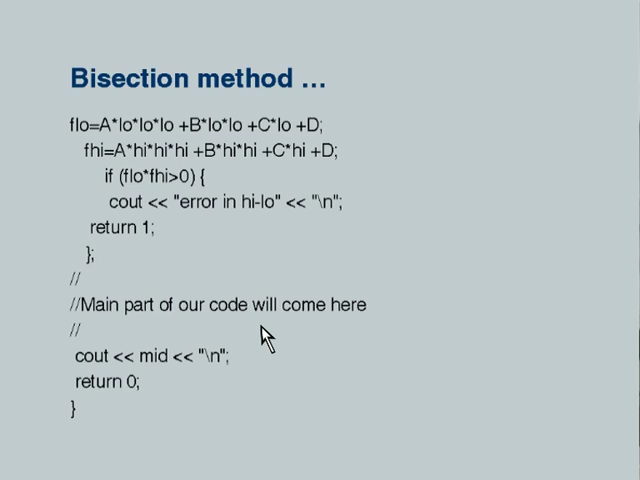 Bisection method ...
flo=A*lo*lo*lo +B*lo*lo +C*lo +D;
fhi=A*hi*hi*hi +B*hi*hi +C*hi +D;
if (flo*fhi>0) {
cout << "error in hi-lo" << "\n";
return 1;
};
//
//Main part of our code will come here
//
cout << mid << "\n";
return 0;
}